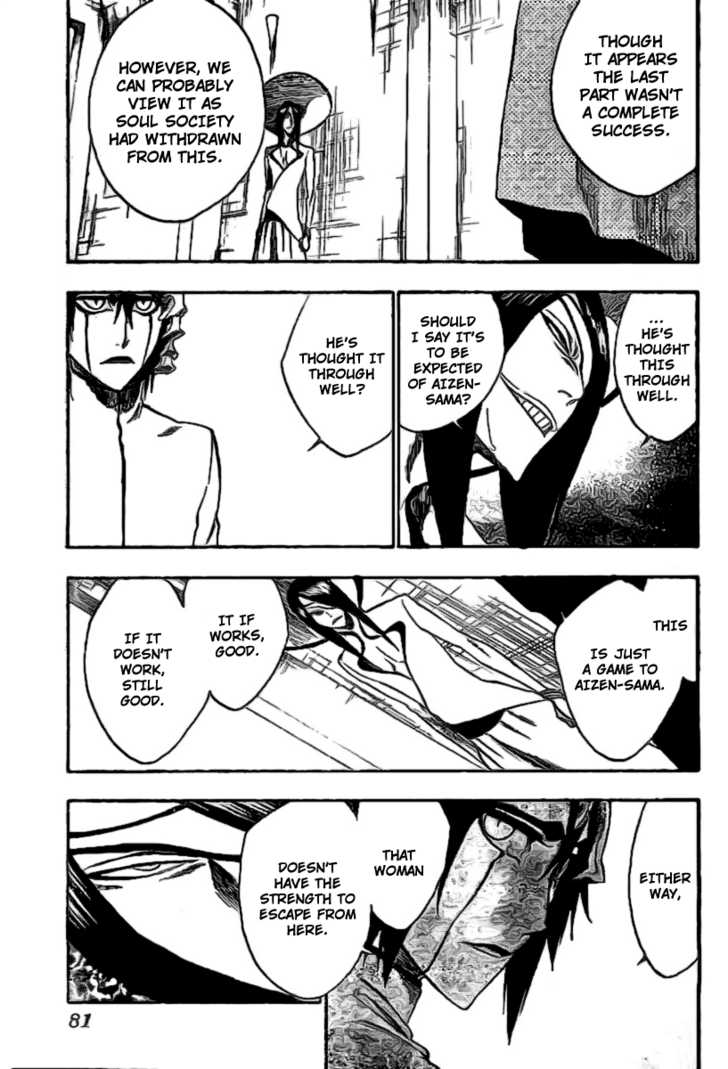 THOUGH
IT APPEARS
THE LAST
PART WASN'T
A COMPLETE
SUCCESS.
HOWEVER, WE
CAN PROBABLY
VIEW IT AS
SOUL SOCIETY
HAD WITHDRAWN
FROM THIS.
...
HE'S
THOUGHT
THIS
THROUGH
WELL.
SHOULD
I SAY IT'S
TO BE
EXPECTED
OF AIZEN-
SAMA?
HE'S
THOUGHT IT
THROUGH
WELL?
THIS
IS JUST
A GAME TO
AIZEN-SAMA.
IT IF
WORKS,
GOOD.
IF IT
DOESN'T
WORK,
STILL
GOOD.
EITHER
WAY,
THAT
WOMAN
DOESN'T
HAVE THE
STRENGTH TO
ESCAPE FROM
HERE.
81